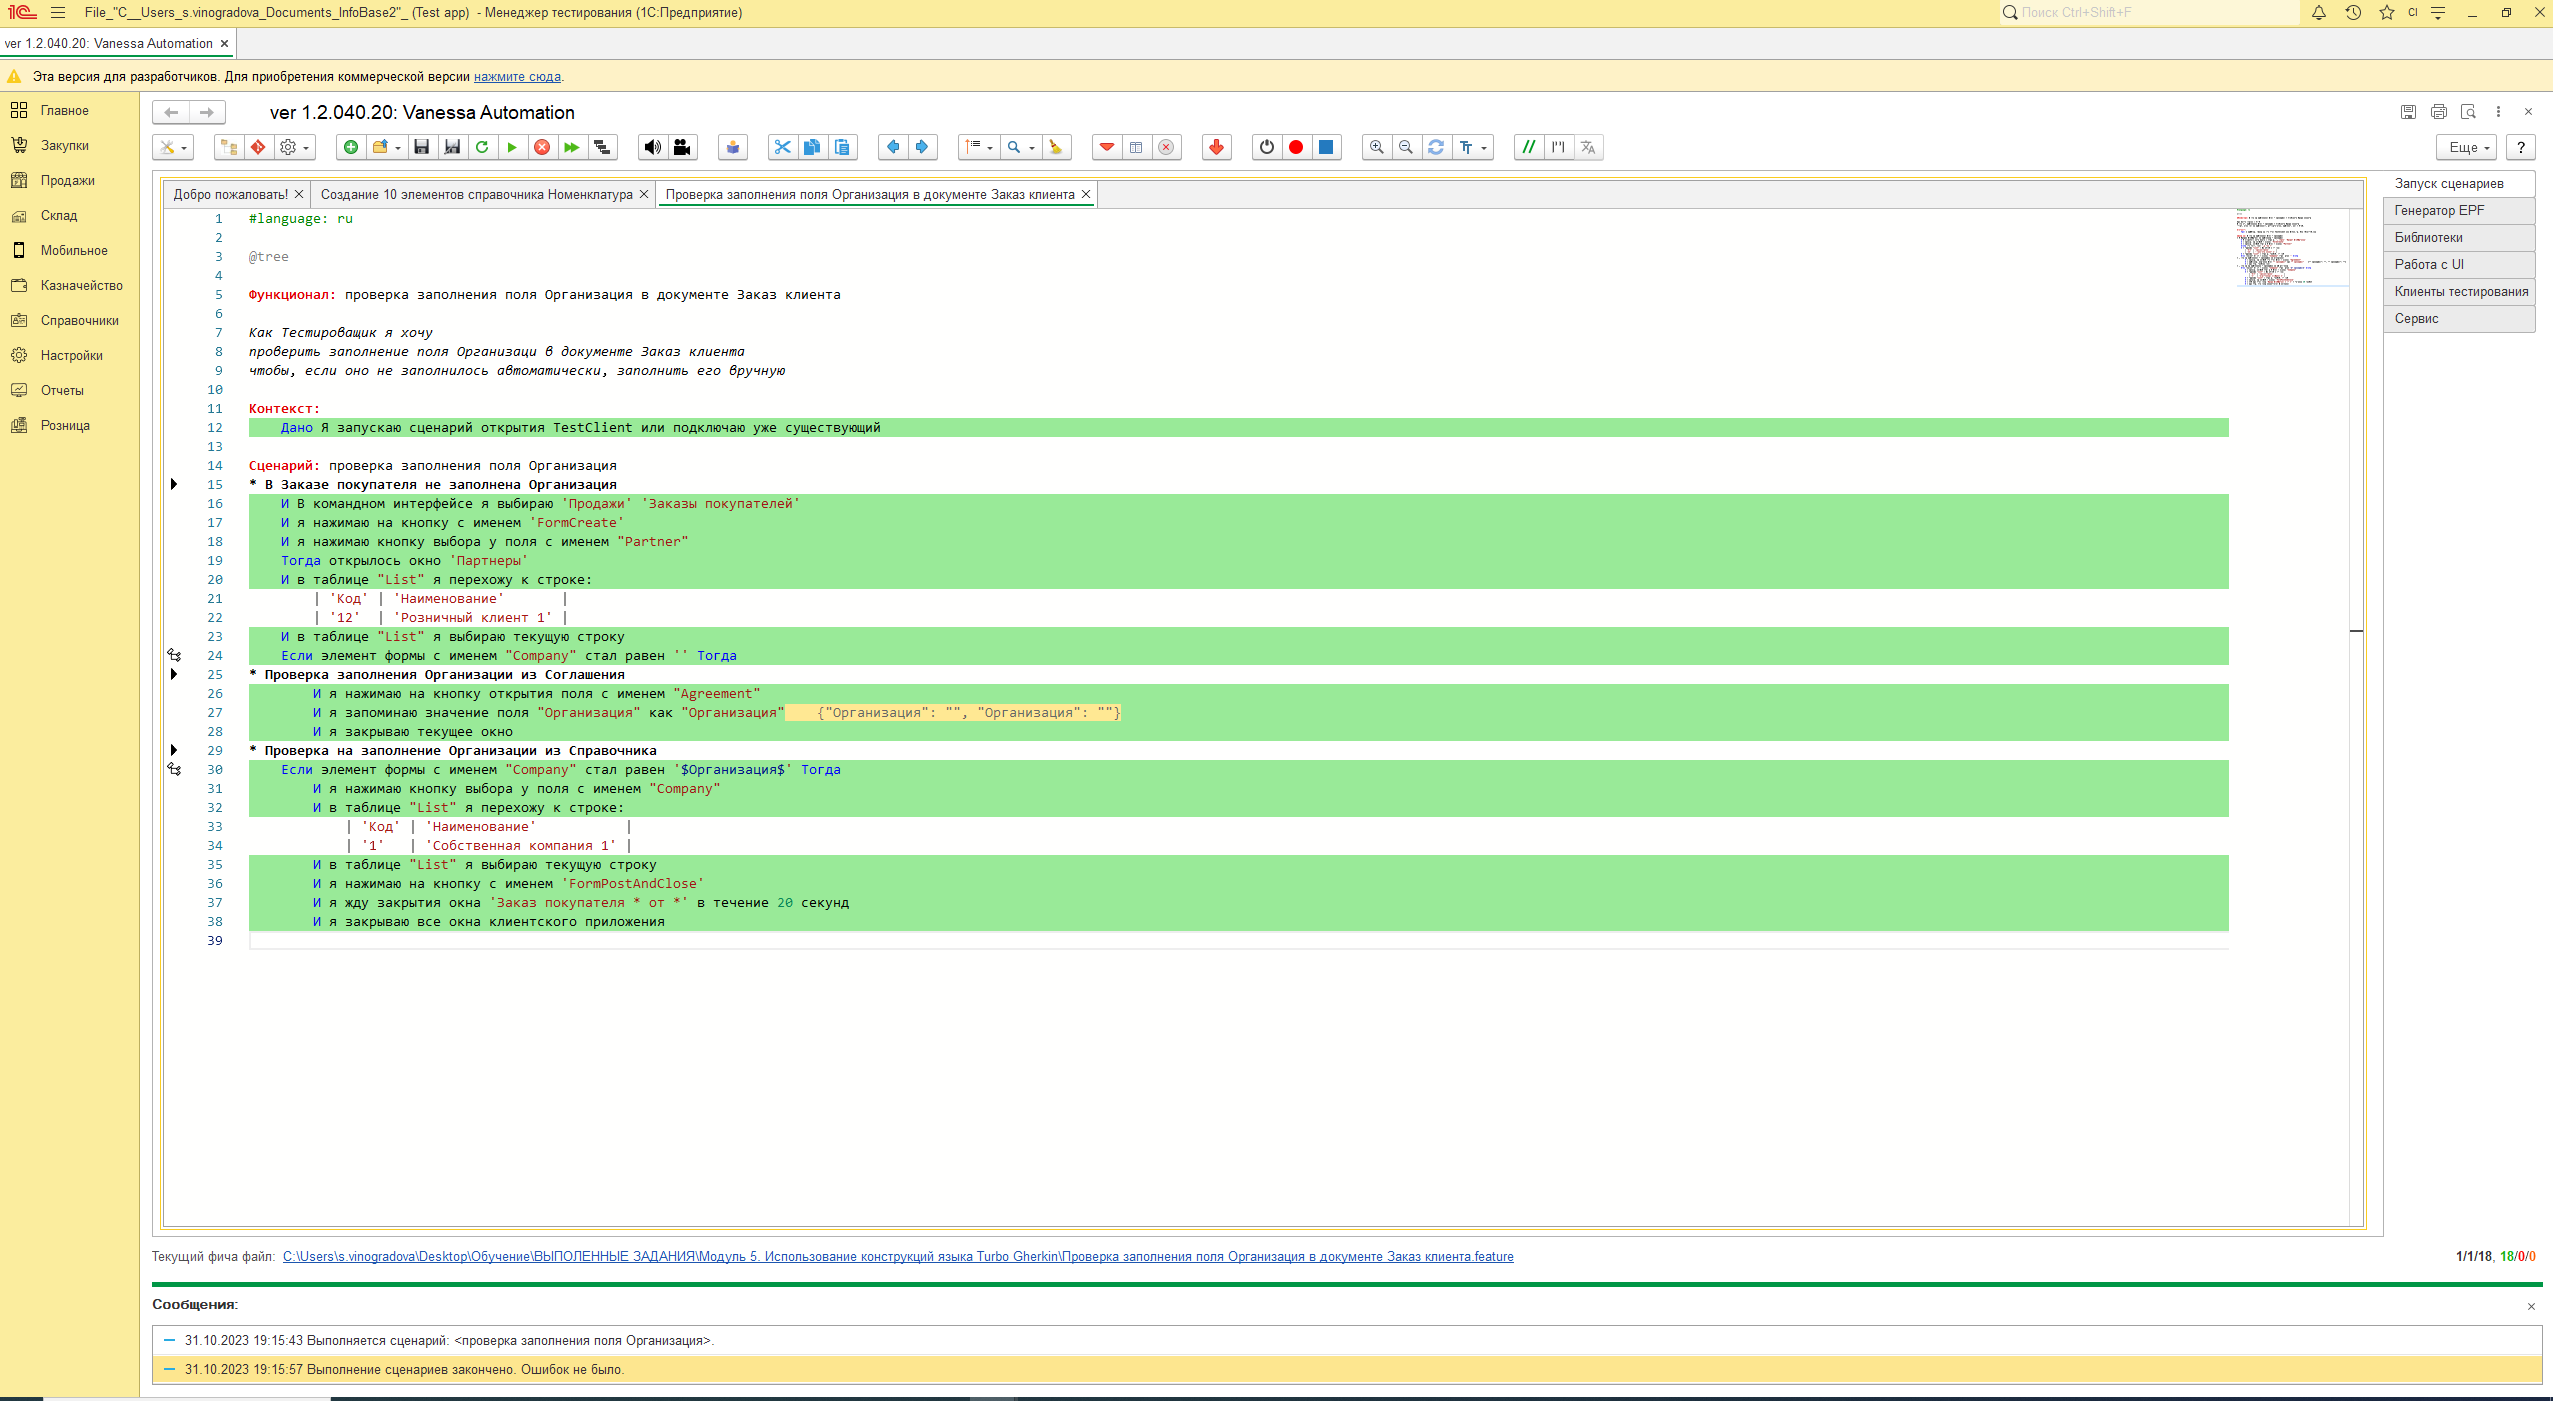 File_"C__Users_s.vinogradova_Documents_InfoBase2"_ (Test app) - Менеджер тестирования (1С:Предприятие)
Поиск Ctrl+Shift+F
CI
ver 1.2.040.20: Vanessa Automation
Эта версия для разработчиков. Для приобретения коммерческой версии нажмите сюда.
Главное
Закупки
Продажи
Склад
Мобильное
Казначейство
Справочники
Настройки
Отчеты
Розница
ver 1.2.040.20: Vanessa Automation
Еще
?
Добро пожаловать!
Создание 10 элементов справочника Номенклатура
Проверка заполнения поля Организация в документе Заказ клиента
1 #language: ru
2
3 @tree
4
5 Функционал: проверка заполнения поля Организация в документе Заказ клиента
6
7 Как Тестироващик я хочу
8 проверить заполнение поля Организаци в документе Заказ клиента
9 чтобы, если оно не заполнилось автоматически, заполнить его вручную
10
11 Контекст:
12 Дано Я запускаю сценарий открытия TestClient или подключаю уже существующий
13
14 Сценарий: проверка заполнения поля Организация
15 * В Заказе покупателя не заполнена Организация
16 И В командном интерфейсе я выбираю 'Продажи' 'Заказы покупателей'
17 И я нажимаю на кнопку с именем 'FormCreate'
18 И я нажимаю кнопку выбора у поля с именем "Partner"
19 Тогда открылось окно 'Партнеры'
20 И в таблице "List" я перехожу к строке:
21 | 'Код' | 'Наименование' |
22 | '12' | 'Розничный клиент 1' |
23 И в таблице "List" я выбираю текущую строку
24 Если элемент формы с именем "Company" стал равен '' Тогда
25 * Проверка заполнения Организации из Соглашения
26 И я нажимаю на кнопку открытия поля с именем "Agreement"
27 И я запоминаю значение поля "Организация" как "Организация" {"Организация": "", "Организация": ""}
28 И я закрываю текущее окно
29 * Проверка на заполнение Организации из Справочника
30 Если элемент формы с именем "Company" стал равен '$Организация$' Тогда
31 И я нажимаю кнопку выбора у поля с именем "Company"
32 И в таблице "List" я перехожу к строке:
33 | 'Код' | 'Наименование' |
34 | '1' | 'Собственная компания 1' |
35 И в таблице "List" я выбираю текущую строку
36 И я нажимаю на кнопку с именем 'FormPostAndClose'
37 И я жду закрытия окна 'Заказ покупателя * от *' в течение 20 секунд
38 И я закрываю все окна клиентского приложения
39
Запуск сценариев
Генератор EPF
Библиотеки
Работа с UI
Клиенты тестирования
Сервис
Текущий фича файл: C:\Users\s.vinogradova\Desktop\Обучение\ВЫПОЛЕННЫЕ ЗАДАНИЯ\Модуль 5. Использование конструкций языка Turbo Gherkin\Проверка заполнения поля Организация в документе Заказ клиента.feature
1/1/18, 18/0/0
Сообщения:
31.10.2023 19:15:43 Выполняется сценарий: <проверка заполнения поля Организация>.
31.10.2023 19:15:57 Выполнение сценариев закончено. Ошибок не было.